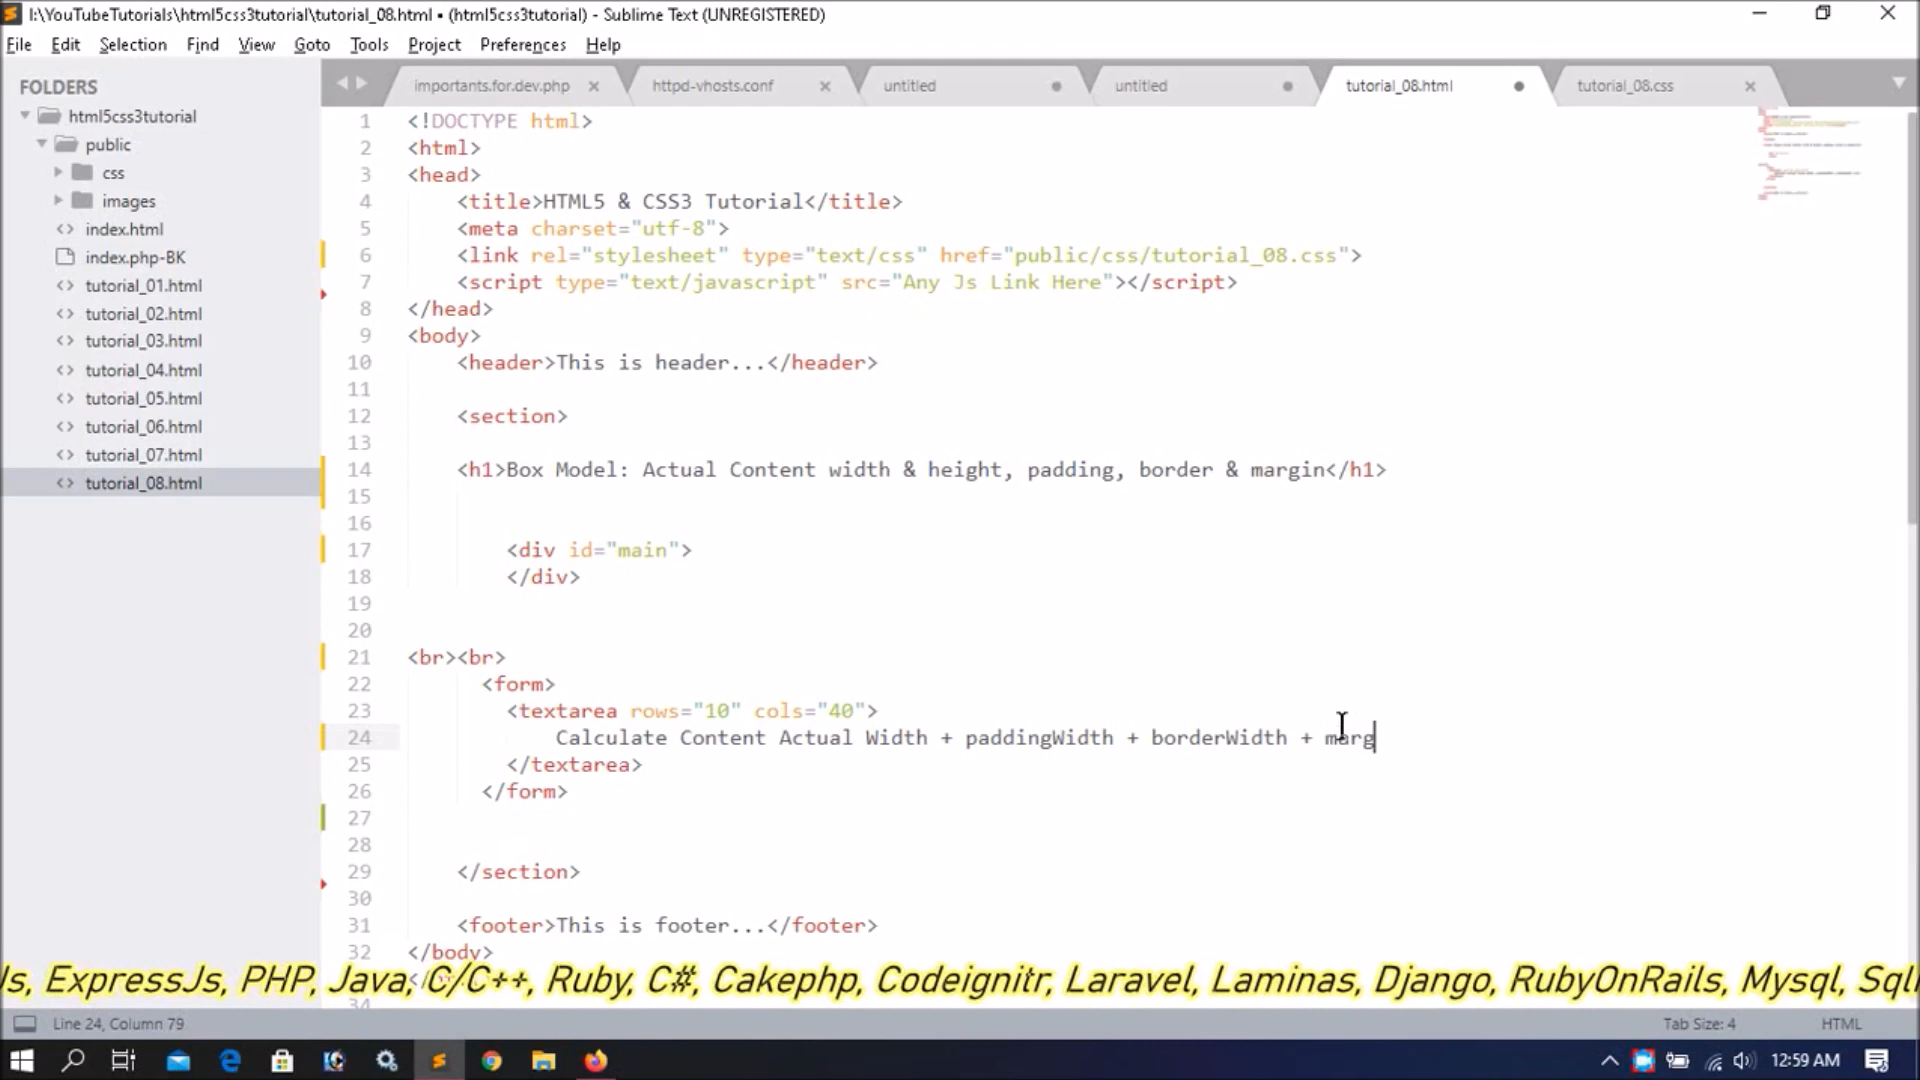 I:\YouTubeTutorials\html5css3tutorial\tutorial_08.html • (html5css3tutorial) - Sublime Text (UNREGISTERED)
File Edit Selection Find View Goto Tools Project Preferences Help
FOLDERS
html5css3tutorial
public
css
images
index.html
index.php-BK
tutorial_01.html
tutorial_02.html
tutorial_03.html
tutorial_04.html
tutorial_05.html
tutorial_06.html
tutorial_07.html
tutorial_08.html
importants.for.dev.php httpd-vhosts.conf untitled untitled tutorial_08.html tutorial_08.css
1 <!DOCTYPE html>
2 <html>
3 <head>
4 <title>HTML5 & CSS3 Tutorial</title>
5 <meta charset="utf-8">
6 <link rel="stylesheet" type="text/css" href="public/css/tutorial_08.css">
7 <script type="text/javascript" src="Any Js Link Here"></script>
8 </head>
9 <body>
10 <header>This is header...</header>
11
12 <section>
13
14 <h1>Box Model: Actual Content width & height, padding, border & margin</h1>
15
16
17 <div id="main">
18 </div>
19
20
21 <br><br>
22 <form>
23 <textarea rows="10" cols="40">
24 Calculate Content Actual Width + paddingWidth + borderWidth + marg
25 </textarea>
26 </form>
27
28
29 </section>
30
31 <footer>This is footer...</footer>
32 </body>
Js, ExpressJs, PHP, Java, C/C++, Ruby, C#, Cakephp, Codeignitr, Laravel, Laminas, Django, RubyOnRails, Mysql,
34
Line 24, Column 79 Tab Size: 4 HTML
12:59 AM